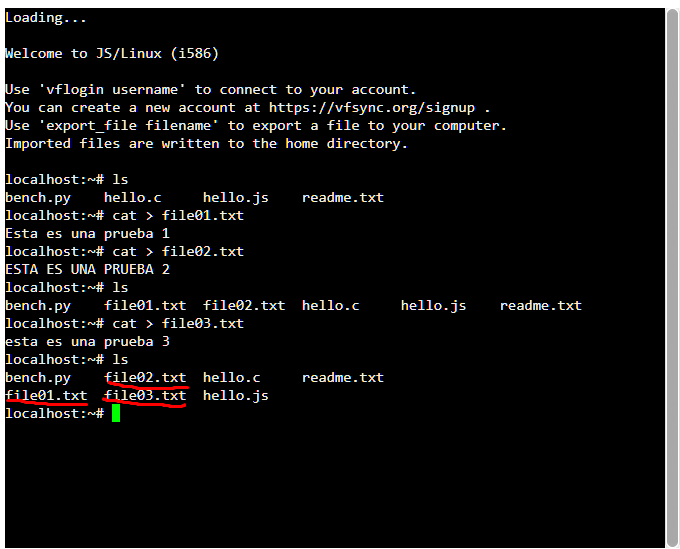 Loading...
Welcome to JS/Linux (i586)
Use 'vflogin username' to connect to your account.
You can create a new account at https://vfsync.org/signup .
Use 'export_file filename' to export a file to your computer.
Imported files are written to the home directory.
localhost:~# ls
bench.py    hello.c     hello.js    readme.txt
localhost:~# cat > file01.txt
Esta es una prueba 1
localhost:~# cat > file02.txt
ESTA ES UNA PRUEBA 2
localhost:~# ls
bench.py    file01.txt  file02.txt  hello.c     hello.js    readme.txt
localhost:~# cat > file03.txt
esta es una prueba 3
localhost:~# ls
bench.py    file02.txt  hello.c     readme.txt
file01.txt  file03.txt  hello.js
localhost:~#